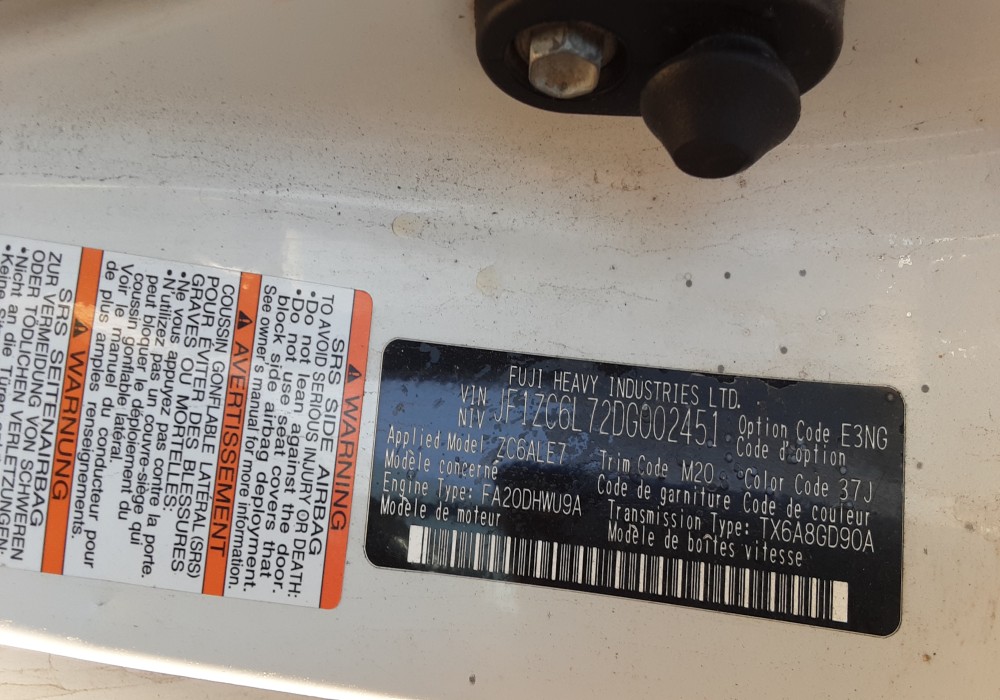 FUJI HEAVY INDUSTRIES LTD.
VIN
NIV JF1ZC6L72DG002451
Option Code E3NG
Code d'option
Applied Model ZC6ALE7
Modèle concerné
Trim Code M20
Code de garniture
Color Code 37J
Code de couleur
Engine Type: FA20DHWU9A
Modèle de moteur
Transmission Type: TX6A8GD90A
Modèle de boîtes vitesse
WARNING
SRS SIDE AIRBAG
TO AVOID SERIOUS INJURY OR DEATH:
•Do not lean against the door.
•Do not use seat covers that
block side airbag deployment.
See owner's manual for more information.
AVERTISSEMENT
COUSSIN GONFLABLE LATÉRAL (SRS)
POUR ÉVITER DES BLESSURES
GRAVES OU MORTELLES:
•Ne vous appuyez pas contre la porte.
•N'utilizez pas un couvre-siège qui
peut bloquer le déploiement du
coussin gonflable latéral.
Voir le manuel du conducteur pour
de plus amples renseignements.
WARNUNG
SRS SEITENAIRBAG
ZUR VERMEIDUNG VON SCHWEREN
ODER TÖDLICHEN VERLETZUNGEN:
•Nicht an die Türen
•Keine